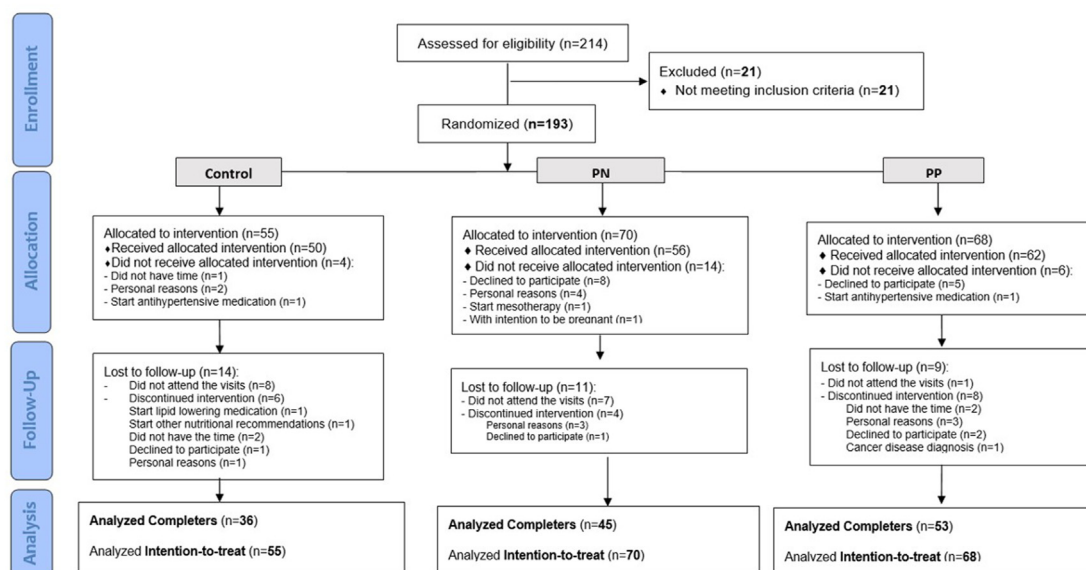 Enrollment
Assessed for eligibility (n=214)
Excluded (n=21)
♦ Not meeting inclusion criteria (n=21)
Randomized (n=193)
Control
PN
PP
Allocation
Allocated to intervention (n=55)
♦Received allocated intervention (n=50)
♦Did not receive allocated intervention (n=4):
- Did not have time (n=1)
- Personal reasons (n=2)
- Start antihypertensive medication (n=1)
Allocated to intervention (n=70)
♦ Received allocated intervention (n=56)
♦ Did not receive allocated intervention (n=14):
- Declined to participate (n=8)
- Personal reasons (n=4)
- Start mesotherapy (n=1)
- With intention to be pregnant (n=1)
Allocated to intervention (n=68)
♦ Received allocated intervention (n=62)
♦ Did not receive allocated intervention (n=6):
- Declined to participate (n=5)
- Start antihypertensive medication (n=1)
Follow-Up
Lost to follow-up (n=14):
- Did not attend the visits (n=8)
- Discontinued intervention (n=6)
Start lipid lowering medication (n=1)
Start other nutritional recommendations (n=1)
Did not have the time (n=2)
Declined to participate (n=1)
Personal reasons (n=1)
Lost to follow-up (n=11):
- Did not attend the visits (n=7)
- Discontinued intervention (n=4)
Personal reasons (n=3)
Declined to participate (n=1)
Lost to follow-up (n=9):
- Did not attend the visits (n=1)
- Discontinued intervention (n=8)
Did not have the time (n=2)
Personal reasons (n=3)
Declined to participate (n=2)
Cancer disease diagnosis (n=1)
Analysis
Analyzed Completers (n=36)
Analyzed Intention-to-treat (n=55)
Analyzed Completers (n=45)
Analyzed Intention-to-treat (n=70)
Analyzed Completers (n=53)
Analyzed Intention-to-treat (n=68)